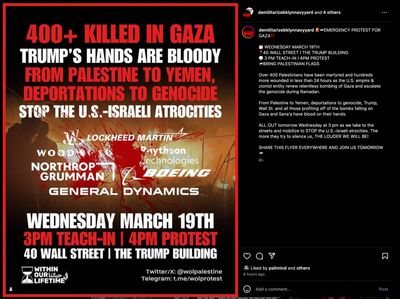 400+ KILLED IN GAZA
TRUMP'S HANDS ARE BLOODY
FROM PALESTINE TO YEMEN,
DEPORTATIONS TO GENOCIDE
STOP THE U.S.-ISRAELI ATROCITIES
LOCKHEED MARTIN
Raytheon
Technologies
NORTHROP
GRUMMAN
BOEING
GENERAL DYNAMICS
WEDNESDAY MARCH 19TH
3PM TEACH-IN | 4PM PROTEST
40 WALL STREET | THE TRUMP BUILDING
WITHIN
OUR
LIFETIME
Twitter/X: @wolpalestine
Telegram: t.me/wolprotest
demilitarizebklynnavyyard and 4 others
demilitarizebklynnavyyard 🚨EMERGENCY PROTEST FOR
GAZA‼️
⏰ WEDNESDAY MARCH 19TH
📍40 WALL STREET | THE TRUMP BUILDING
🕒 3 PM TEACH-IN / 4 PM PROTEST
BRING PALESTINIAN FLAGS
Over 400 Palestinians have been martyred and hundreds
more wounded in less than 24 hours as the U.S. empire &
zionist entity renew relentless bombing of Gaza and escalate
the genocide during Ramadan.
From Palestine to Yemen, deportations to genocide, Trump,
Wall St, and all those profiting off of the bombs falling on
Gaza and Sana'a have blood on their hands.
ALL OUT tomorrow Wednesday at 3 pm as we take to the
streets and mobilize to STOP the U.S.-Israeli atrocities. The
more they try to silence us, THE LOUDER WE WILL BE!
SHARE THIS FLYER EVERYWHERE AND JOIN US TOMORROW
Liked by palimind and others
6 hours ago
Add a comment...
Post